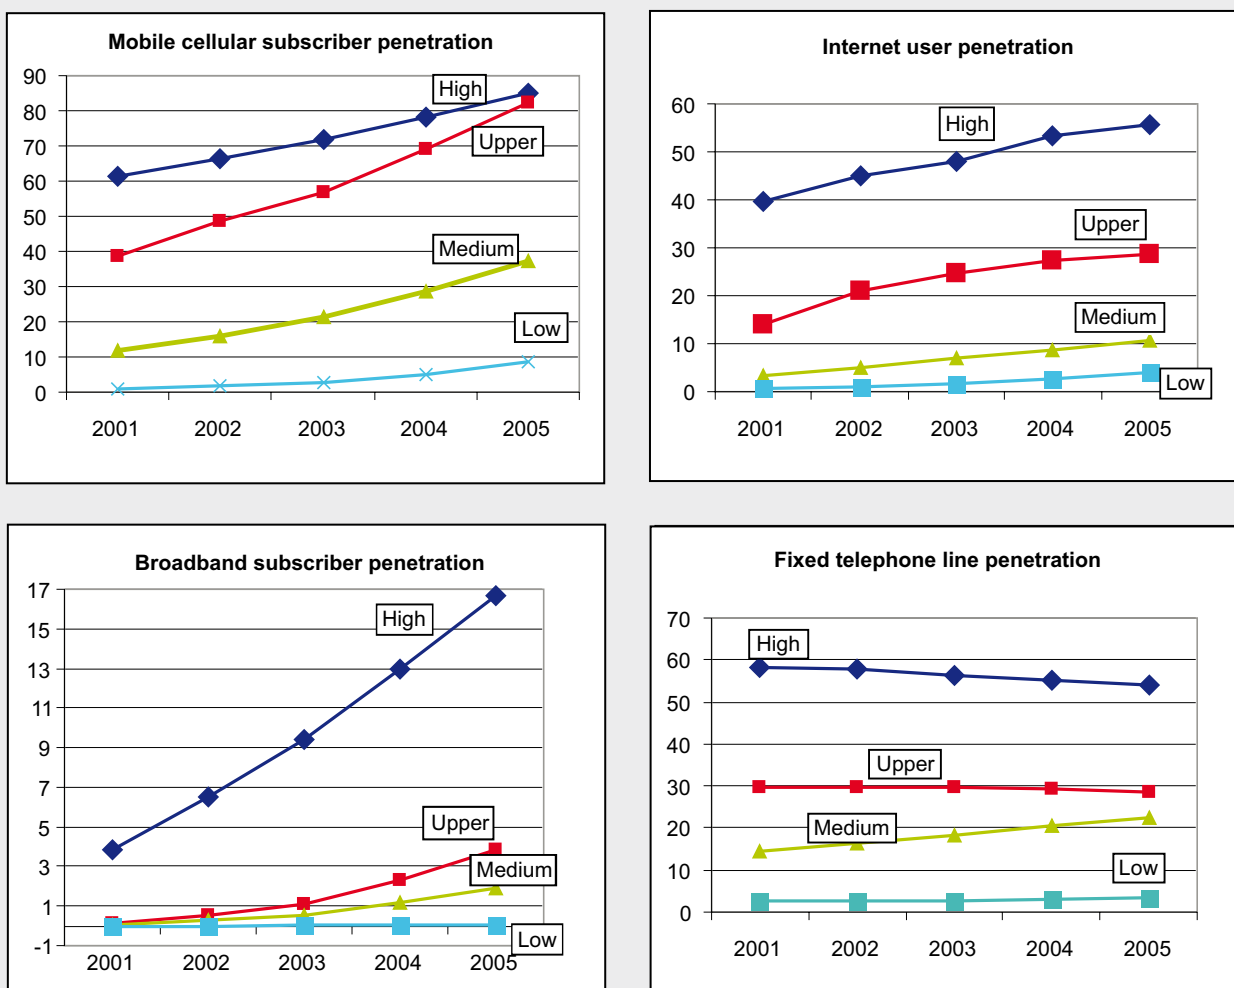 Mobile cellular subscriber penetration
90
80
70
60
50
40
30
20
10
0
High
Upper
Medium
Low
2001 2002 2003 2004 2005
Internet user penetration
60
50
40
30
20
10
0
High
Upper
Medium
Low
2001 2002 2003 2004 2005
Broadband subscriber penetration
17
15
13
11
9
7
5
3
1
-1
High
Upper
Medium
Low
2001 2002 2003 2004 2005
Fixed telephone line penetration
70
60
50
40
30
20
10
0
High
Upper
Medium
Low
2001 2002 2003 2004 2005